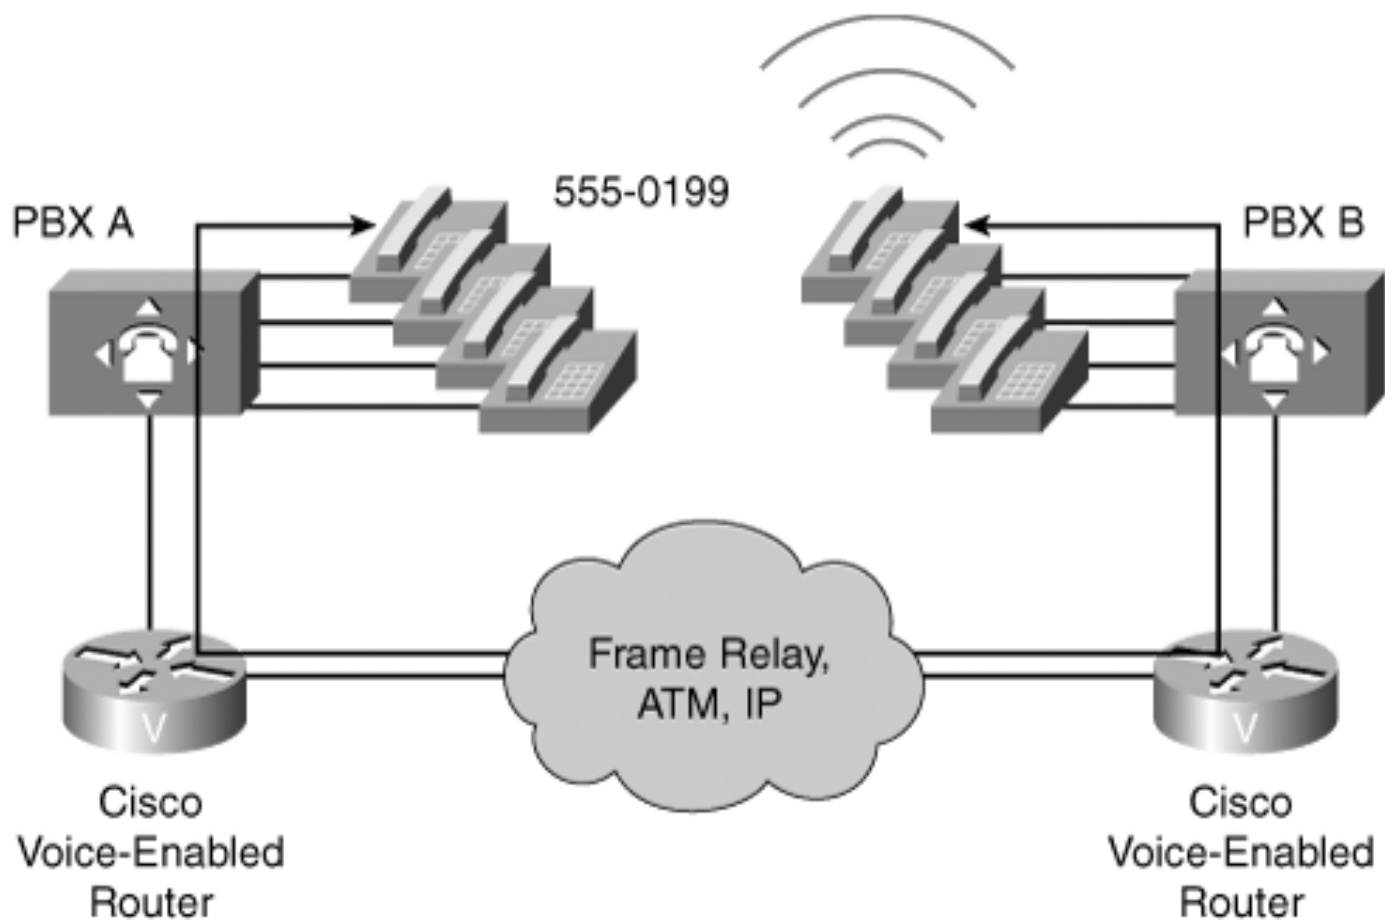 555-0199
PBX A
PBX B
Frame Relay,
ATM, IP
V
V
Cisco
Voice-Enabled
Router
Cisco
Voice-Enabled
Router